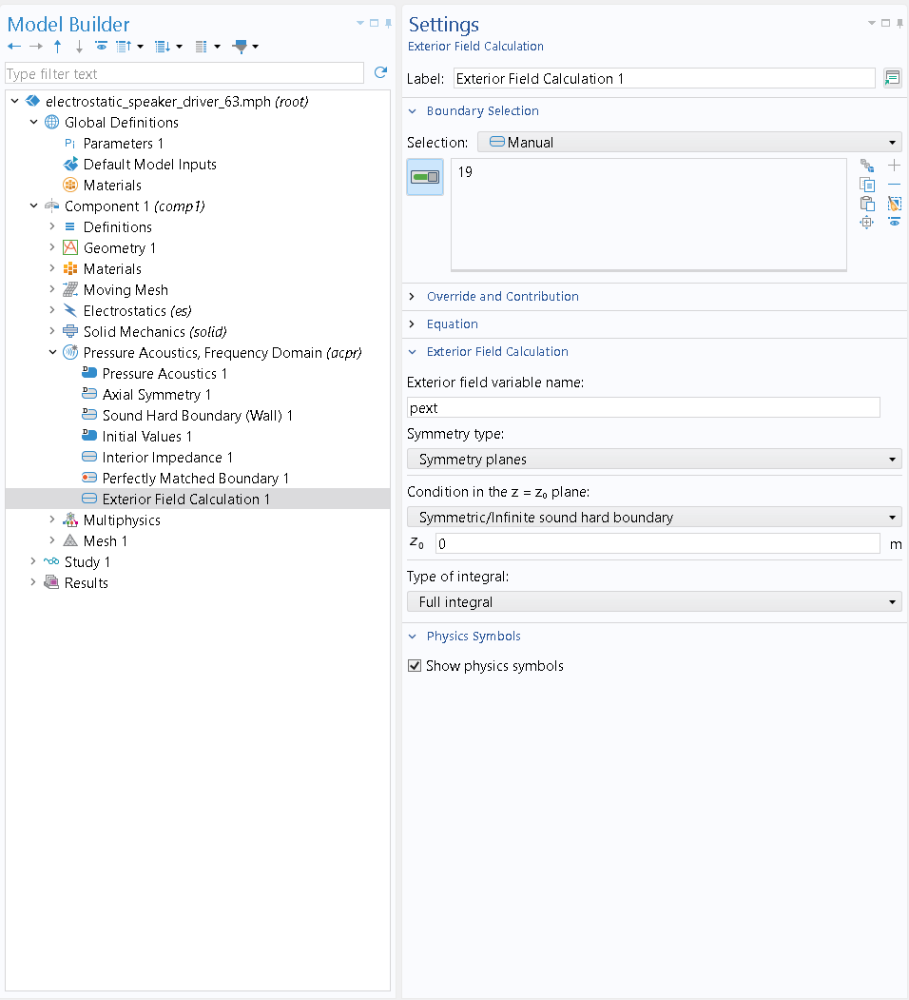 Model Builder
Type filter text
electrostatic_speaker_driver_63.mph (root)
Global Definitions
Pi Parameters 1
Default Model Inputs
Materials
Component 1 (comp1)
Definitions
Geometry 1
Materials
Moving Mesh
Electrostatics (es)
Solid Mechanics (solid)
Pressure Acoustics, Frequency Domain (acpr)
D Pressure Acoustics 1
D Axial Symmetry 1
D Sound Hard Boundary (Wall) 1
D Initial Values 1
Interior Impedance 1
Perfectly Matched Boundary 1
Exterior Field Calculation 1
Multiphysics
Mesh 1
Study 1
Results
Settings
Exterior Field Calculation
Label: Exterior Field Calculation 1
Boundary Selection
Selection: Manual
19
Override and Contribution
Equation
Exterior Field Calculation
Exterior field variable name:
pext
Symmetry type:
Symmetry planes
Condition in the z = z₀ plane:
Symmetric/Infinite sound hard boundary
z₀ 0 m
Type of integral:
Full integral
Physics Symbols
Show physics symbols